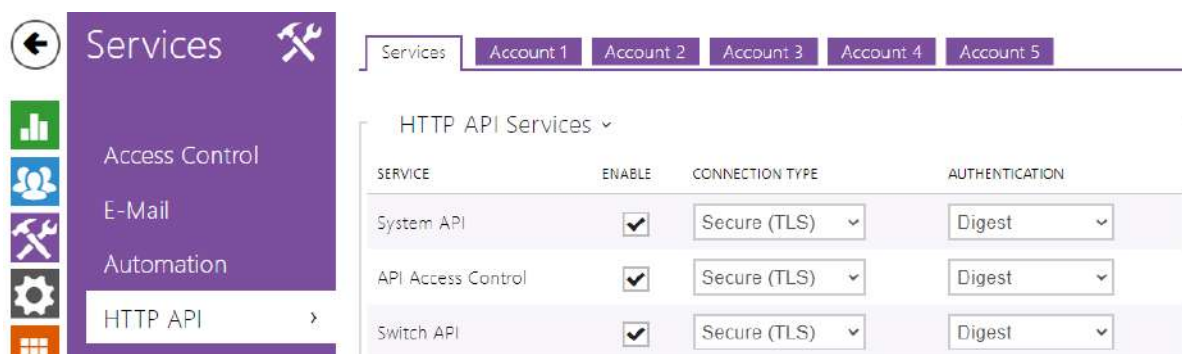 Services
Access Control
E-Mail
Automation
HTTP API
Services Account 1 Account 2 Account 3 Account 4 Account 5
HTTP API Services
SERVICE ENABLE CONNECTION TYPE AUTHENTICATION
System API Secure (TLS) Digest
API Access Control Secure (TLS) Digest
Switch API Secure (TLS) Digest